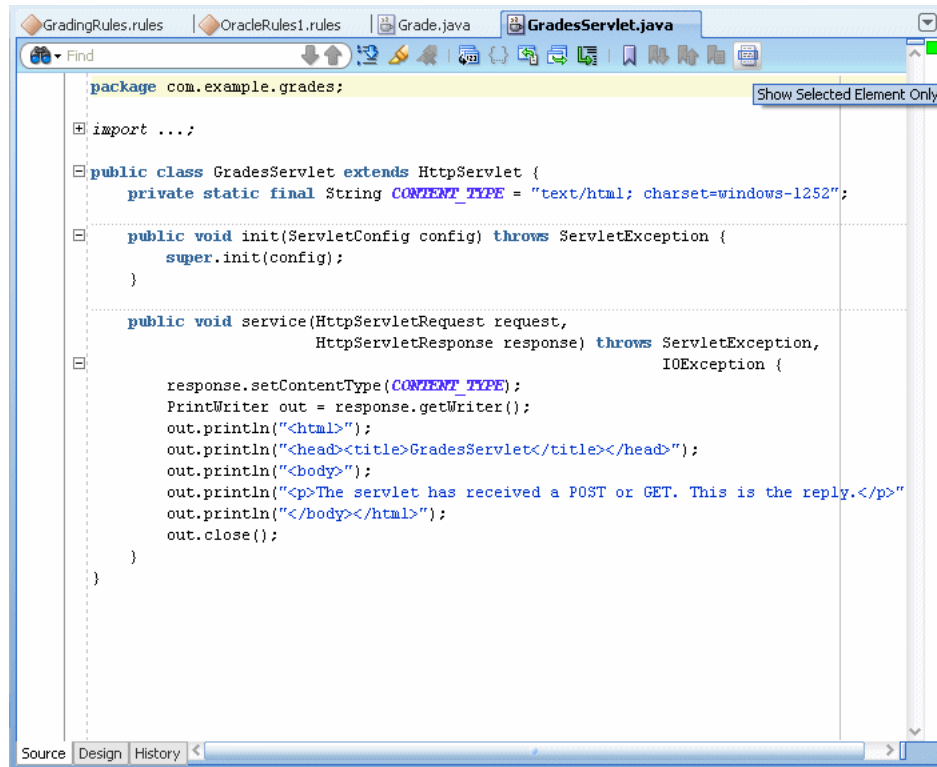 GradingRules.rules OracleRules1.rules Grade.java GradesServlet.java
Find
Show Selected Element Only
package com.example.grades;
import ...;
public class GradesServlet extends HttpServlet {
private static final String CONTENT_TYPE = "text/html; charset=windows-1252";
public void init(ServletConfig config) throws ServletException {
super.init(config);
}
public void service(HttpServletRequest request,
HttpServletResponse response) throws ServletException,
IOException {
response.setContentType(CONTENT_TYPE);
PrintWriter out = response.getWriter();
out.println("<html>");
out.println("<head><title>GradesServlet</title></head>");
out.println("<body>");
out.println("<p>The servlet has received a POST or GET. This is the reply.</p>"
out.println("</body></html>");
out.close();
}
}
Source Design History